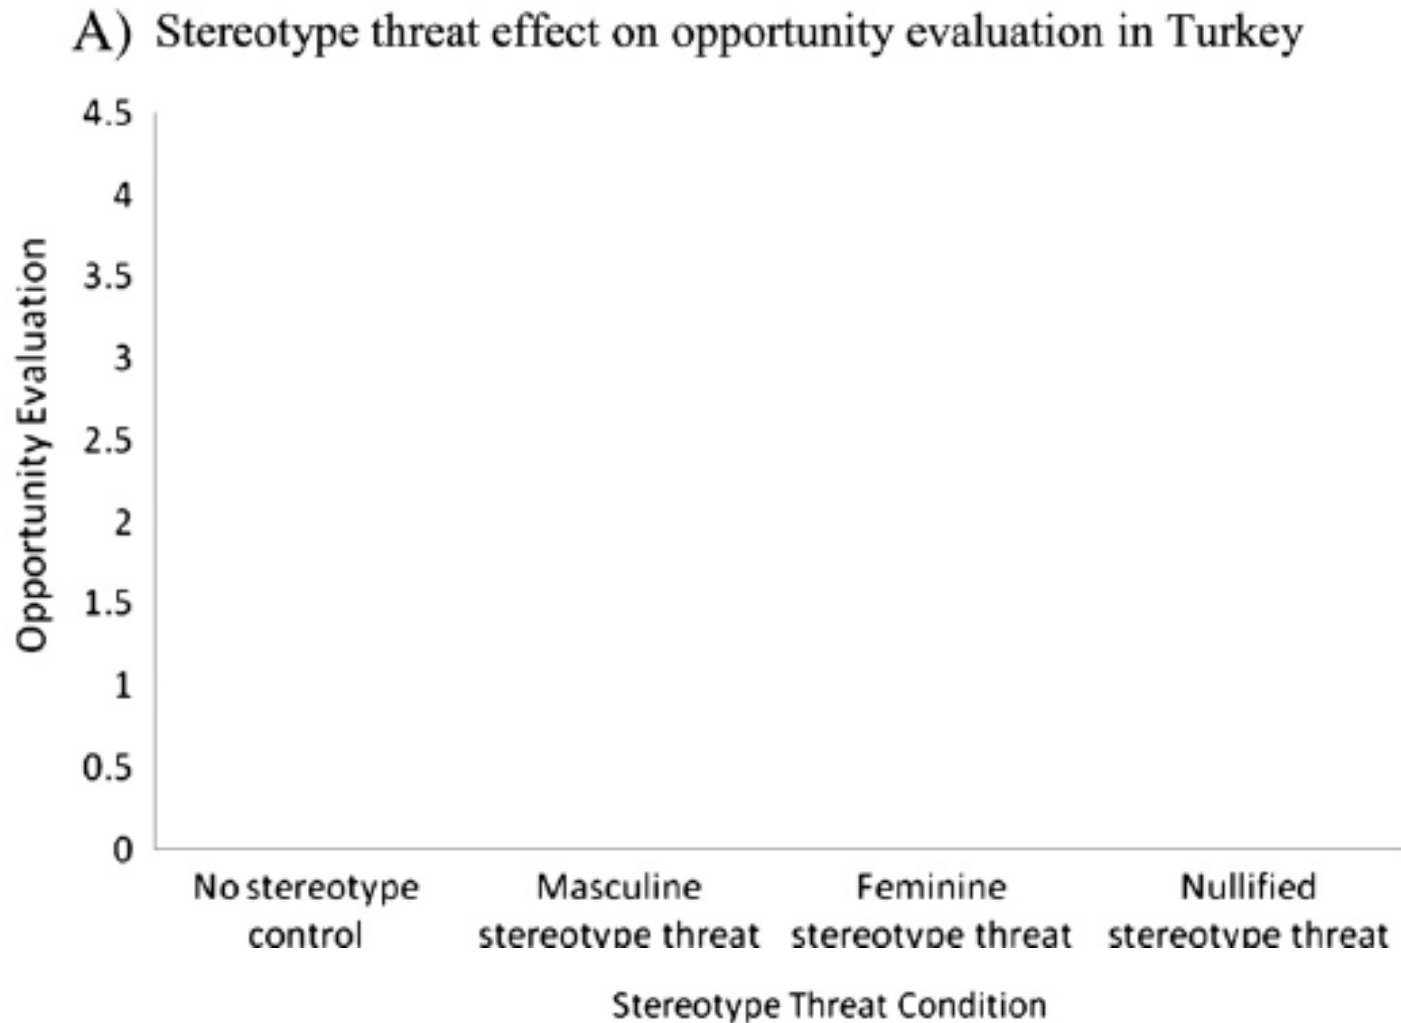 A) Stereotype threat effect on opportunity evaluation in Turkey
4.5
4
3.5
3
2.5
2
1.5
1
0.5
0
Opportunity Evaluation
No stereotype control
Masculine stereotype threat
Feminine stereotype threat
Nullified stereotype threat
Stereotype Threat Condition